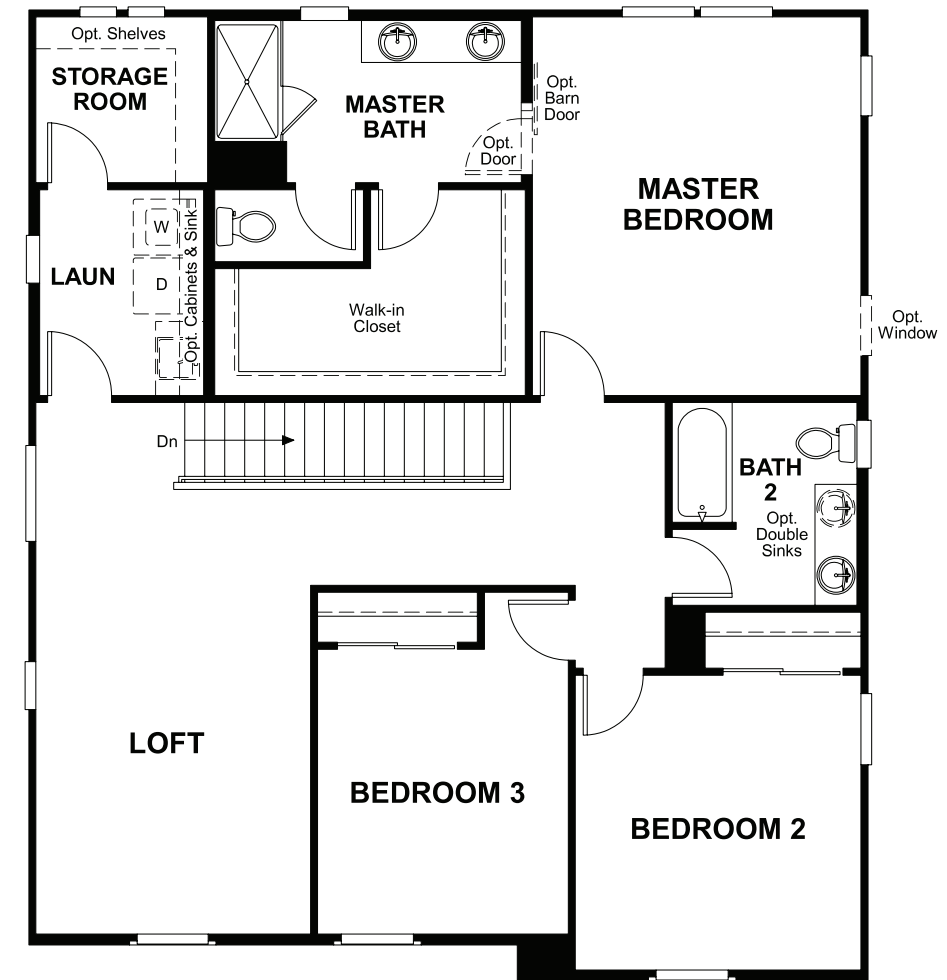 Opt. Shelves
STORAGE
ROOM
MASTER
BATH
Opt.
Barn
Door
Opt.
Door
MASTER
BEDROOM
W
LAUN
D
Opt. Cabinets & Sink
Walk-in
Closet
Opt.
Window
Dn
BATH
2
Opt.
Double
Sinks
LOFT
BEDROOM 3
BEDROOM 2